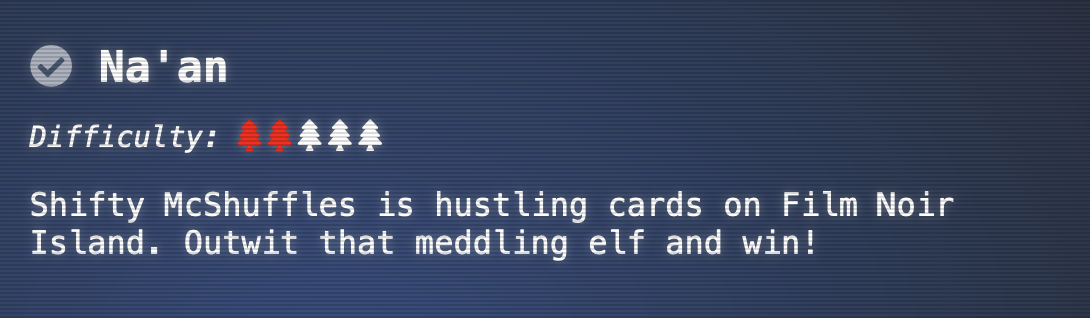 Na'an
Difficulty:
Shifty McShuffles is hustling cards on Film Noir
Island. Outwit that meddling elf and win!